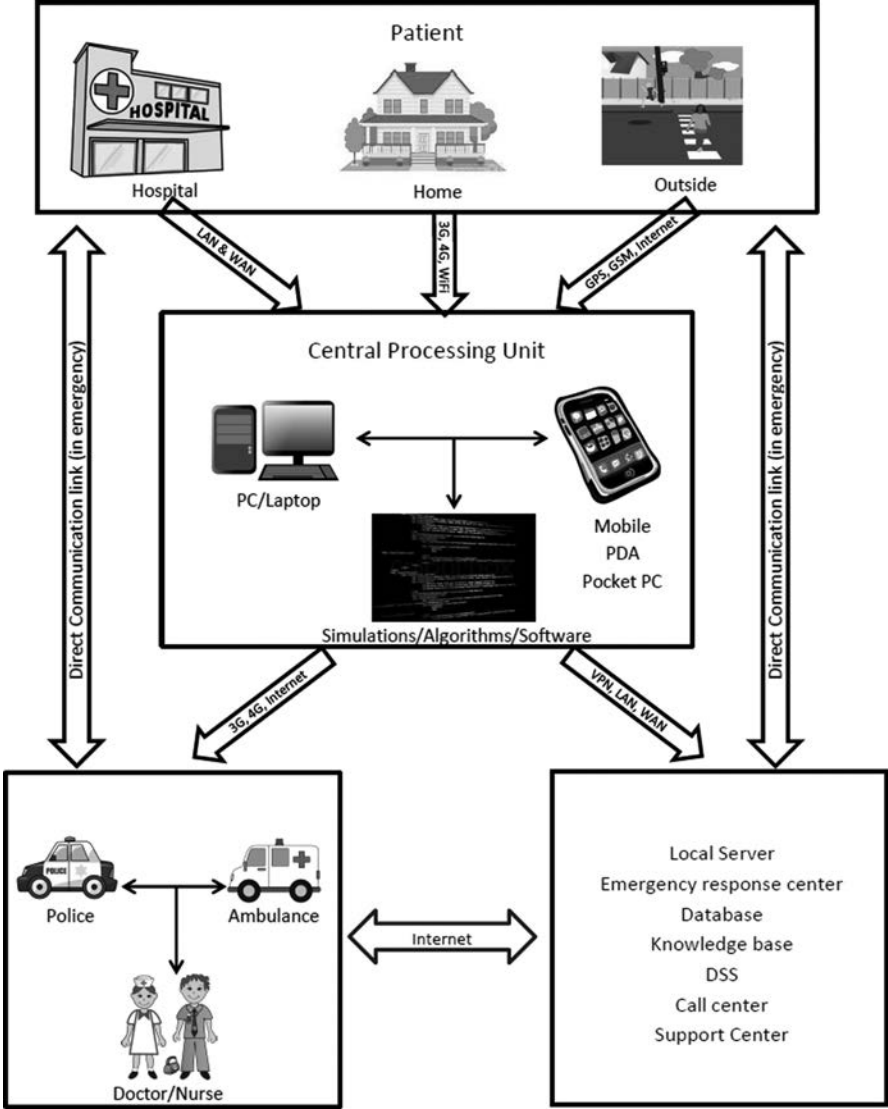 Patient
HOSPITAL
Hospital
Home
Outside
LAN & WAN
3G, 4G, WiFi
GPS, GSM, Internet
Direct Communication link (in emergency)
Direct Communication link (in emergency)
Central Processing Unit
PC/Laptop
Mobile
PDA
Pocket PC
Simulations/Algorithms/Software
3G, 4G, Internet
VPN, LAN, WAN
POLICE
Police
Ambulance
Doctor/Nurse
Internet
Local Server
Emergency response center
Database
Knowledge base
DSS
Call center
Support Center